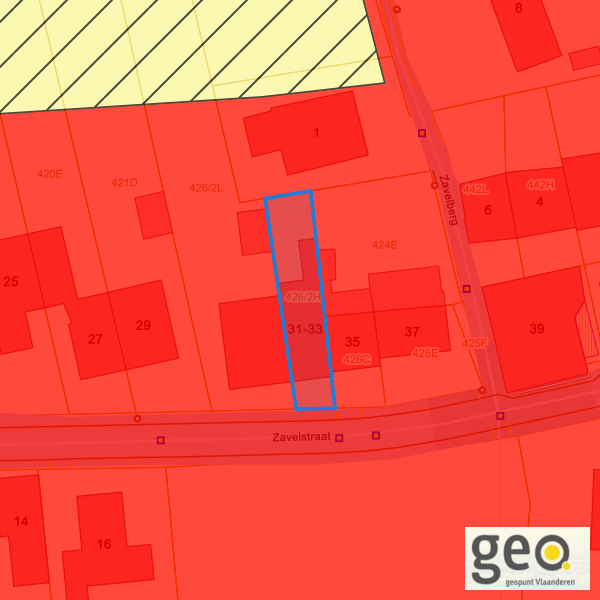 8
1
420E
421D
426/2L
Zavelberg
442L
442H
6
4
424E
25
426/2H
27
29
31-33
35
37
39
426C
425E
425F
Zavelstraat
14
16
geo.
geopunt Vlaanderen